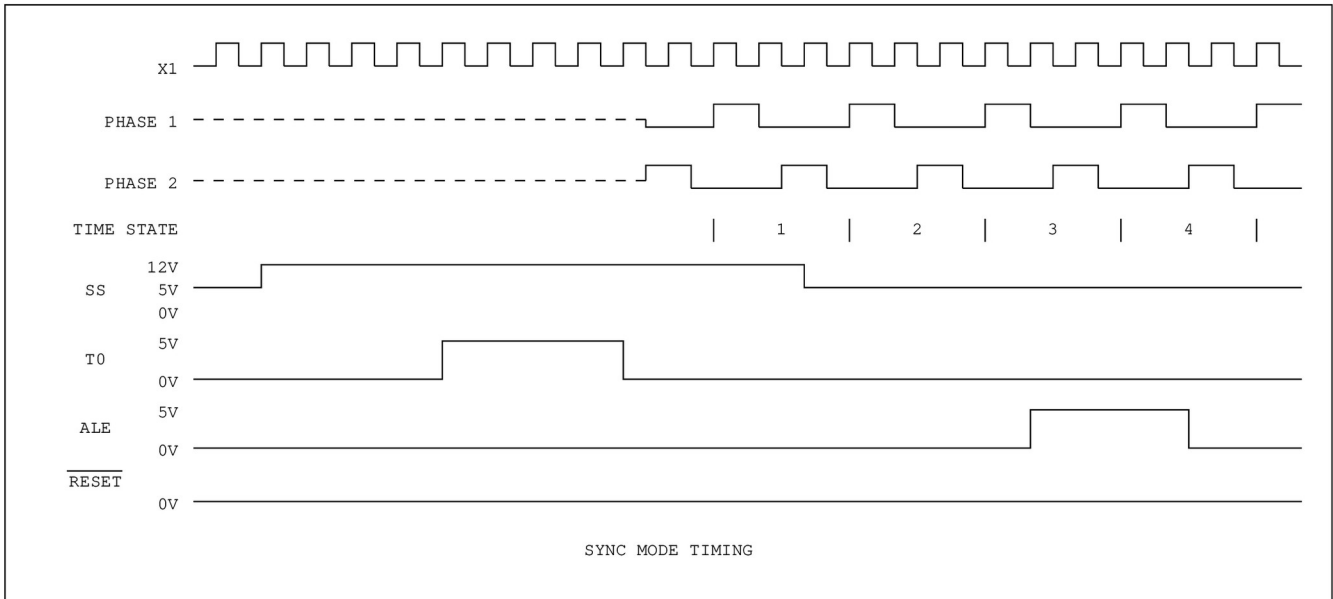 X1
PHASE 1
PHASE 2
TIME STATE | 1 | 2 | 3 | 4 |
12V
SS 5V
0V
5V
T0
0V
5V
ALE
0V
RESET
0V
SYNC MODE TIMING